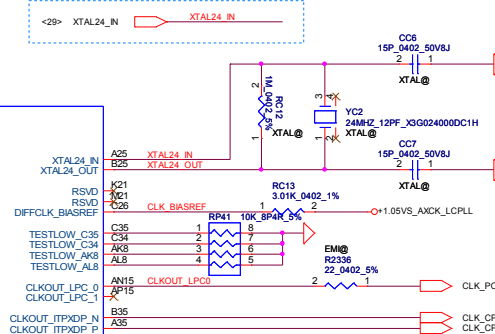 <29> XTAL24_IN XTAL24_IN
CC6
15P_0402_50V8J
2 1
XTAL@
2
1M_0402_5%
RC12
1
XTAL@
3 4
YC2
24MHZ_12PF_X3G024000DC1H
XTAL@
1 2
CC7
15P_0402_50V8J
2 1
XTAL@
XTAL24_IN A25 XTAL24_IN
XTAL24_OUT B25 XTAL24_OUT
RSVD K21
RSVD M21
DIFFCLK_BIASREF C26 CLK_BIASREF
RC13
3.01K_0402_1%
1 2
+1.05VS_AXCK_LCPLL
RP41 10K_8P4R_5%
TESTLOW_C35 C35 1 8
TESTLOW_C34 C34 2 7
TESTLOW_AK8 AK8 3 6
TESTLOW_AL8 AL8 4 5
EMI@
R2336
22_0402_5%
CLKOUT_LPC_0 AN15 CLKOUT_LPC0 2 1 CLK_PC
CLKOUT_LPC_1 AP15
CLKOUT_ITPXDP_N B35
CLKOUT_ITPXDP_P A35